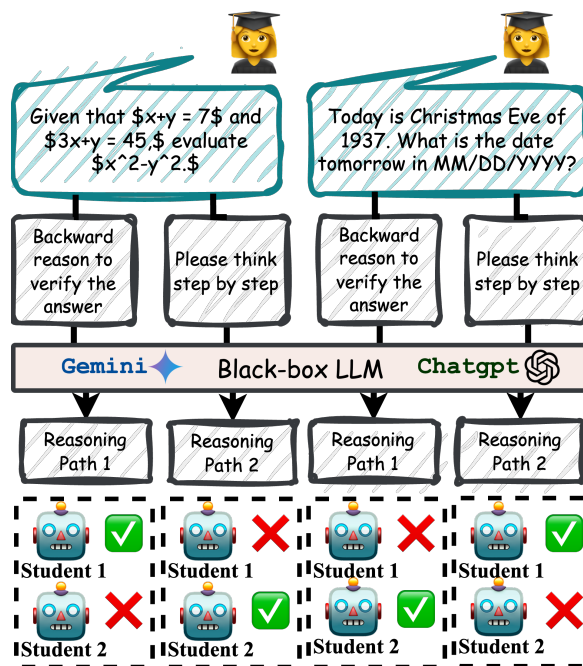 Given that $x+y = 7$ and
$3x+y = 45,$ evaluate
$x^2-y^2.$
Today is Christmas Eve of
1937. What is the date
tomorrow in MM/DD/YYYY?
Backward
reason to
verify the
answer
Please think
step by step
Backward
reason to
verify the
answer
Please think
step by step
Gemini Black-box LLM Chatgpt
Reasoning
Path 1
Reasoning
Path 2
Reasoning
Path 1
Reasoning
Path 2
Student 1
Student 2
Student 1
Student 2
Student 1
Student 2
Student 1
Student 2